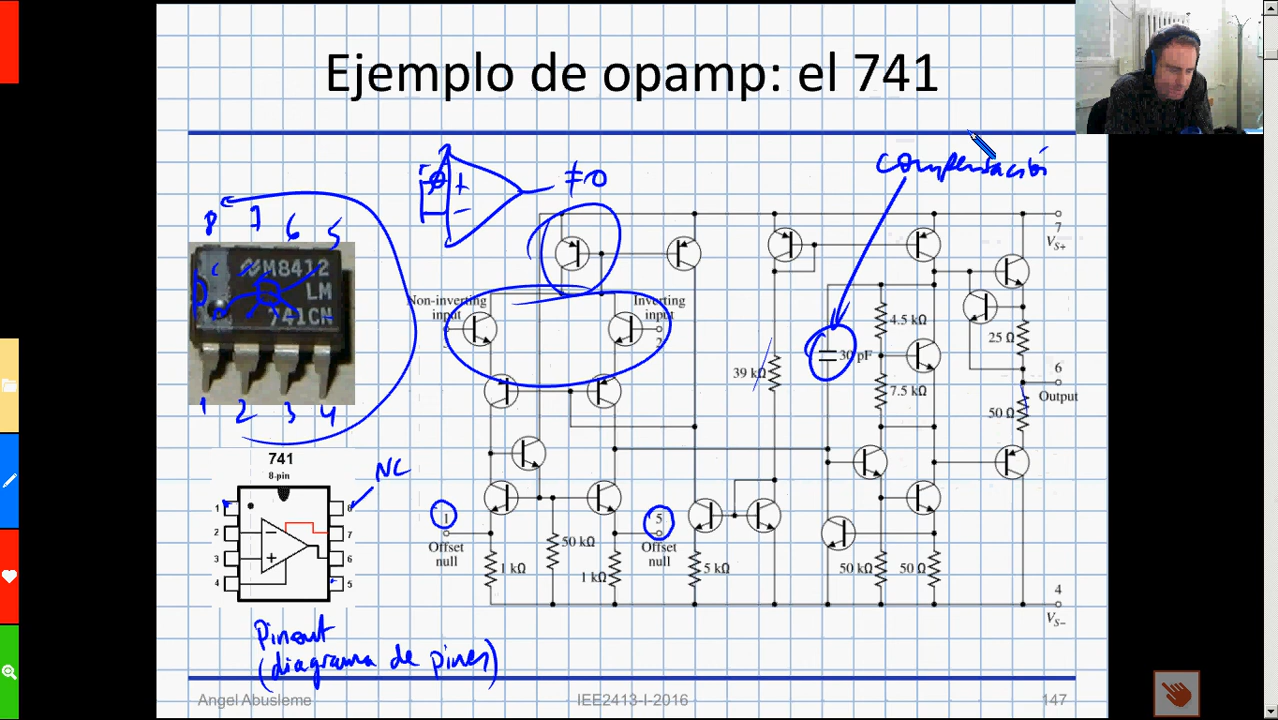 Ejemplo de opamp: el 741
compensación
+
−
≠0
8 7 6 5
M8412
LM
741CN
1 2 3 4
7
VS+
Non-inverting
input
3
Inverting
input
2
4.5 kΩ
25 Ω
39 kΩ
30 pF
6
Output
7.5 kΩ
50 Ω
741
8-pin
NC
1
8
2
7
3
6
4
5
−
+
1
Offset
null
50 kΩ
1 kΩ
1 kΩ
5
Offset
null
5 kΩ
50 kΩ
50 Ω
4
VS−
Pinout
(diagrama de pines)
Angel Abusleme
IEE2413-I-2016
147